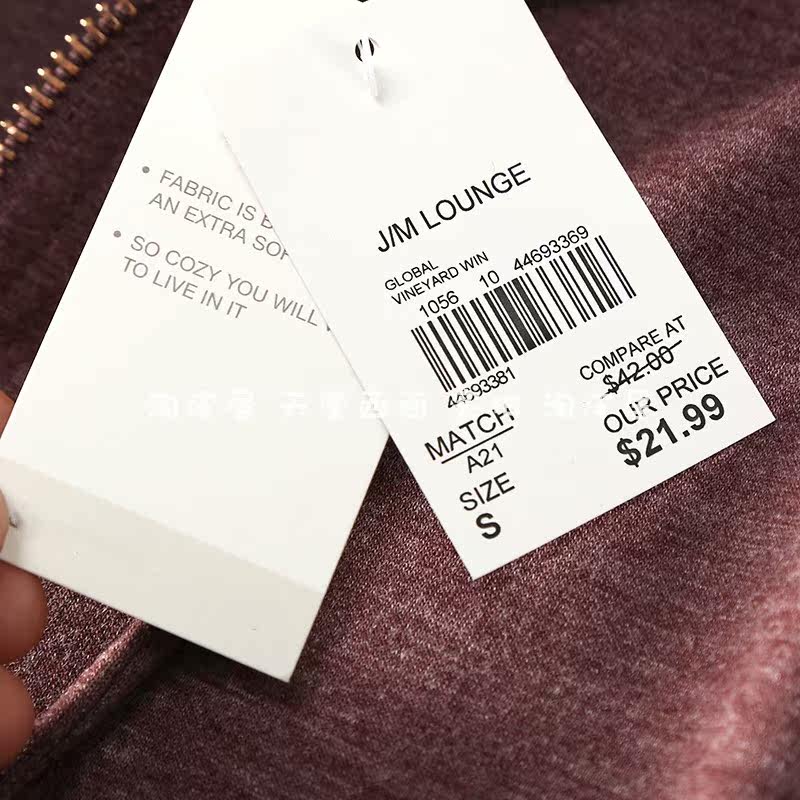 • FABRIC IS
AN EXTRA
• SO COZY YOU WILL
TO LIVE IN IT
J/M LOUNGE
GLOBAL
VINEYARD WIN
1056 10 44693369
44693381
MATCH
A21
SIZE
S
COMPARE AT
$42.00
OUR PRICE
$21.99